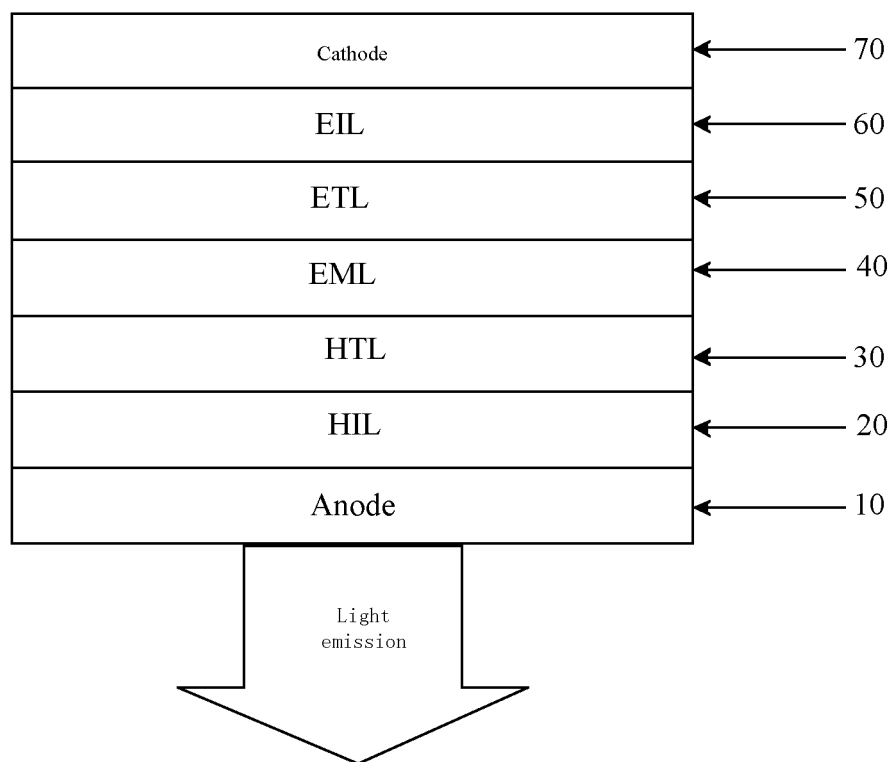 Cathode 70
EIL 60
ETL 50
EML 40
HTL 30
HIL 20
Anode 10
Light
emission